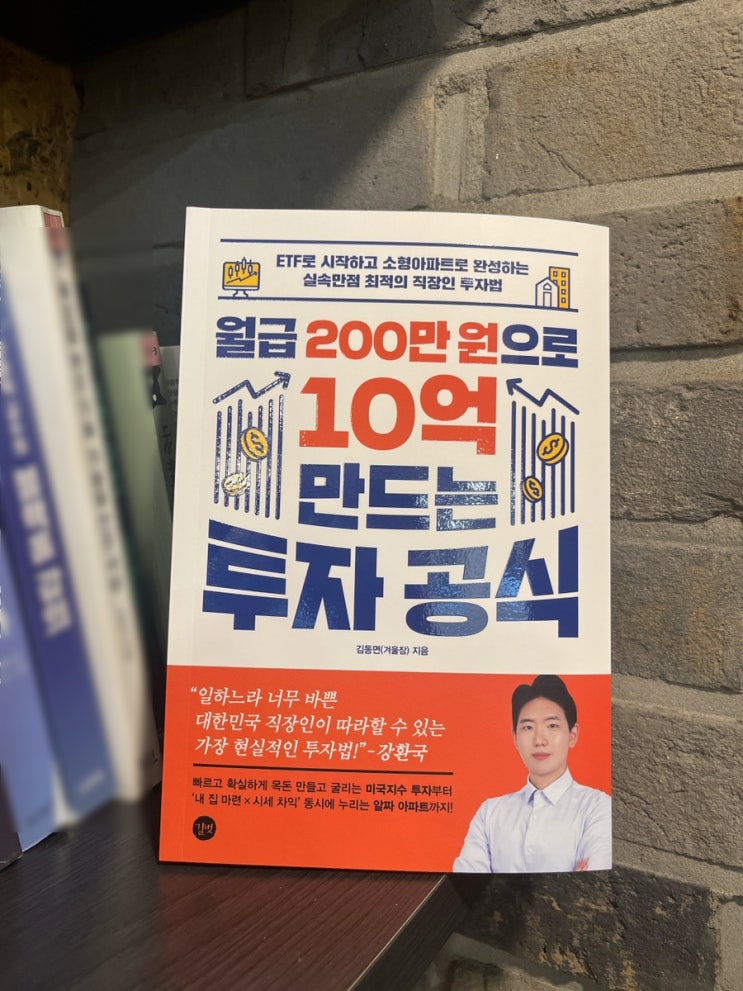 ETF로 시작하고 소형아파트로 완성하는
실속만점 최적의 직장인 투자법
월급 200만 원으로
10억
만드는
투자 공식
김동면(겨울잠) 지음
“일하느라 너무 바쁜
대한민국 직장인이 따라할 수 있는
가장 현실적인 투자법!”-강환국
빠르고 확실하게 목돈 만들고 굴리는 미국지수 투자부터
‘내 집 마련 × 시세 차익’ 동시에 누리는 알짜 아파트까지!
길벗